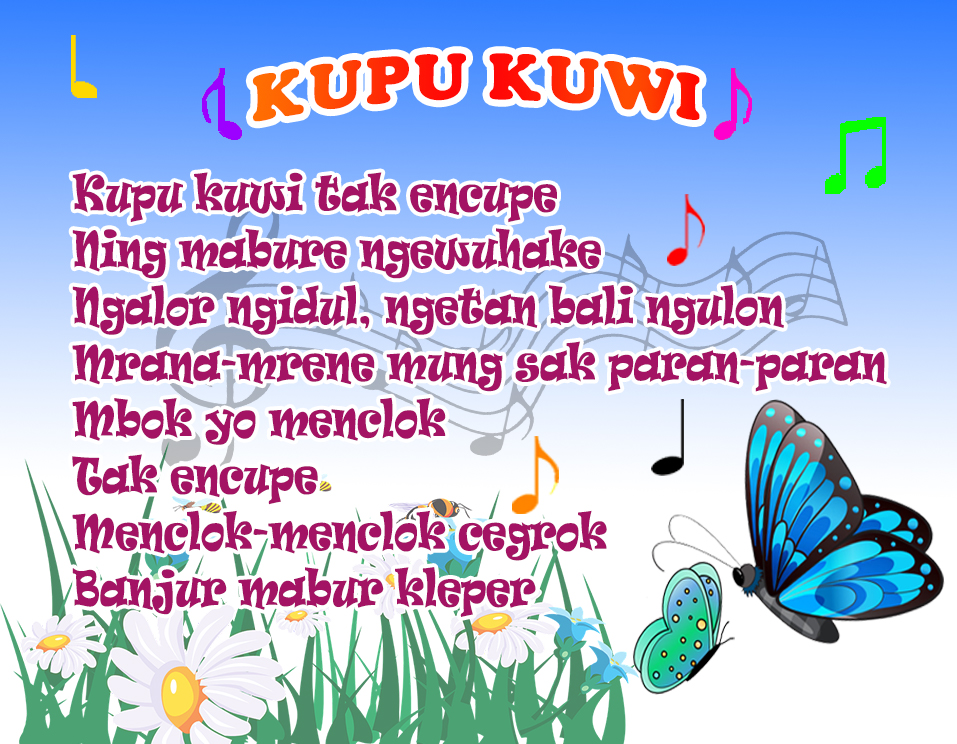 KUPU KUWI
Kupu kuwi tak encupe
Ning mabure ngewuhake
Ngalor ngidul, ngetan bali ngulon
Mrana-mrene mung sak paran-paran
Mbok yo menclok
Tak encupe
Menclok-menclok cegrok
Banjur mabur kleper